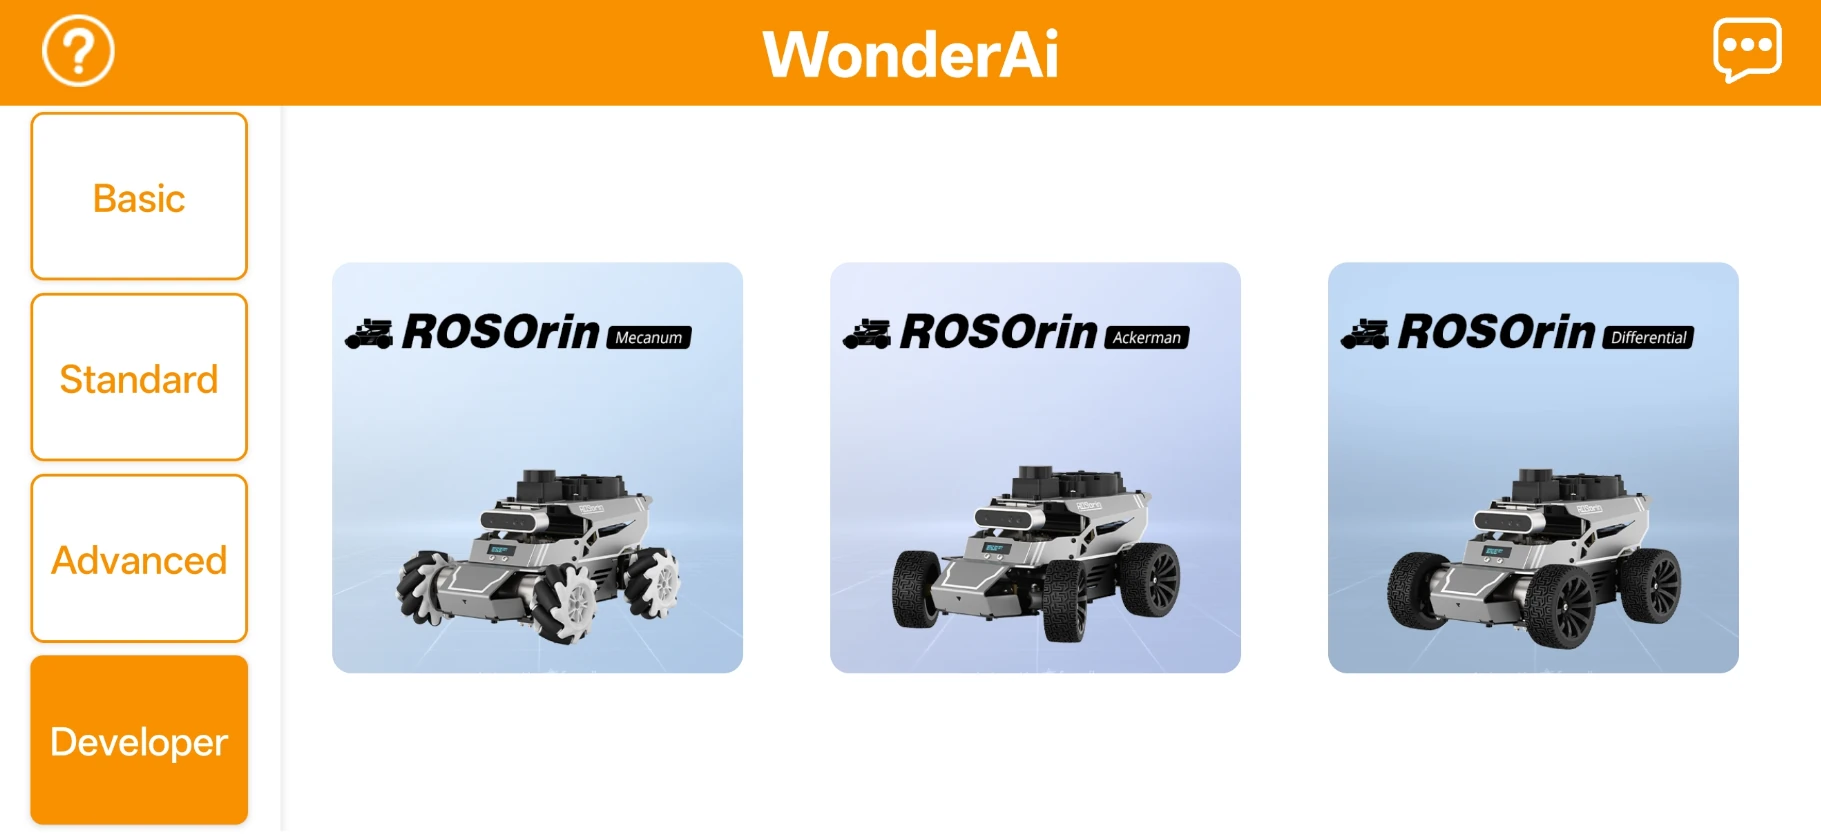 WonderAi
Basic
Standard
Advanced
Developer
ROSOrin Mecanum
ROSOrin Ackerman
ROSOrin Differential